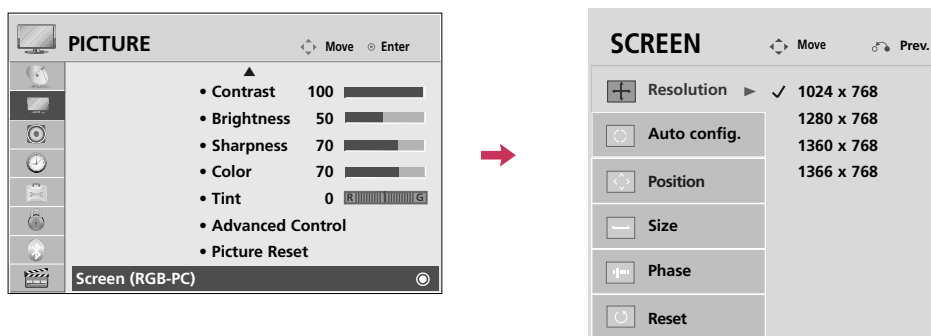 PICTURE
Move Enter
• Contrast 100
• Brightness 50
• Sharpness 70
• Color 70
• Tint 0 R G
• Advanced Control
• Picture Reset
Screen (RGB-PC)
SCREEN
Move Prev.
Resolution ► ✓ 1024 x 768
1280 x 768
Auto config.
1360 x 768
1366 x 768
Position
Size
Phase
Reset